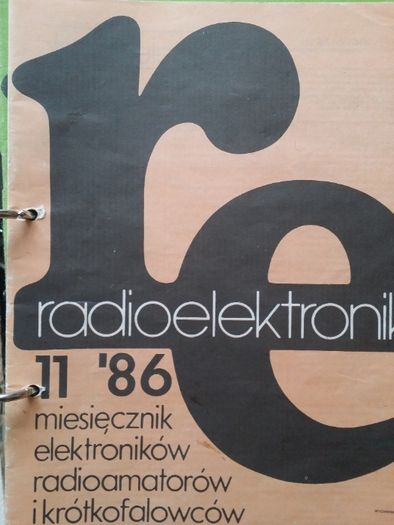 re
radioelektronik
11 '86
miesięcznik
elektroników
radioamatorów
i krótkofalowców